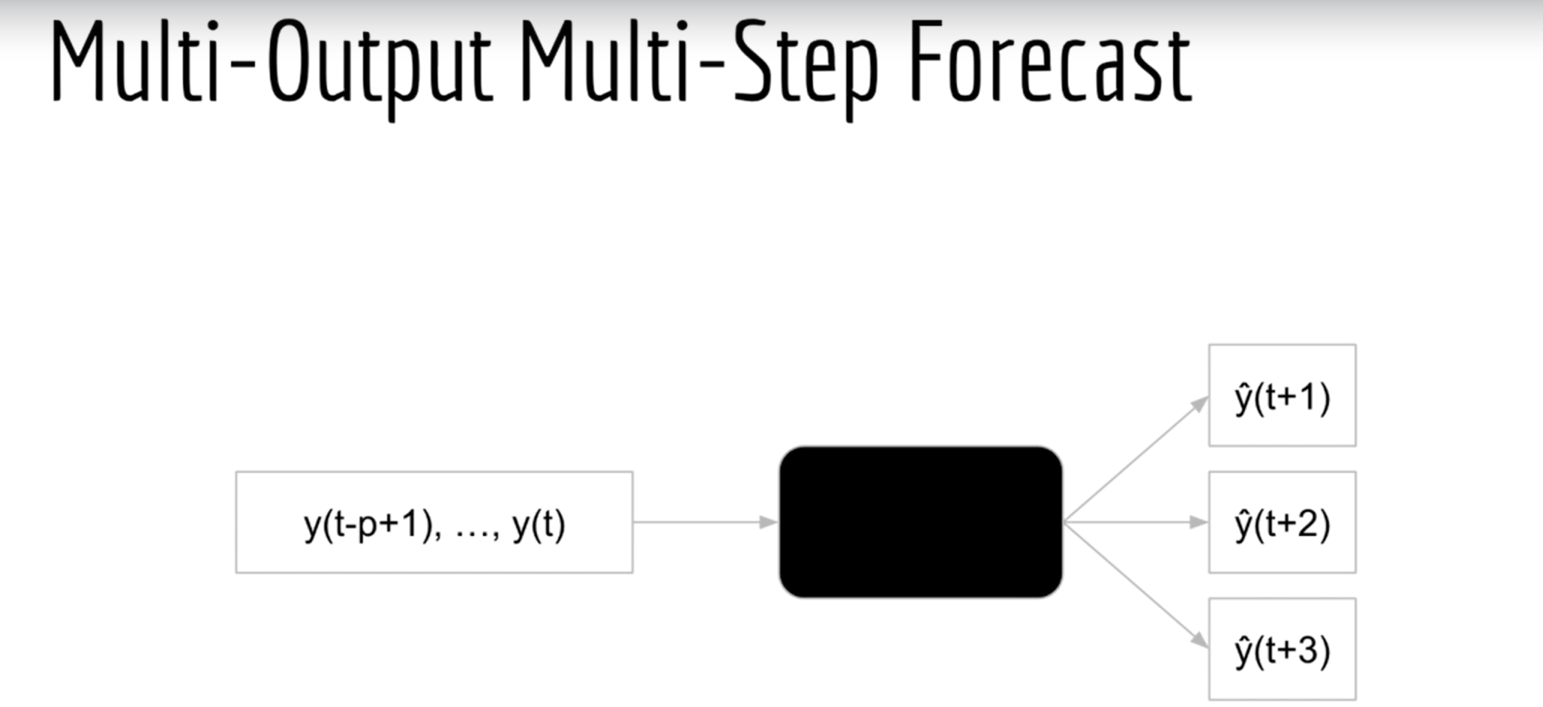 Multi-Output Multi-Step Forecast
ŷ(t+1)
y(t-p+1), …, y(t)
ŷ(t+2)
ŷ(t+3)